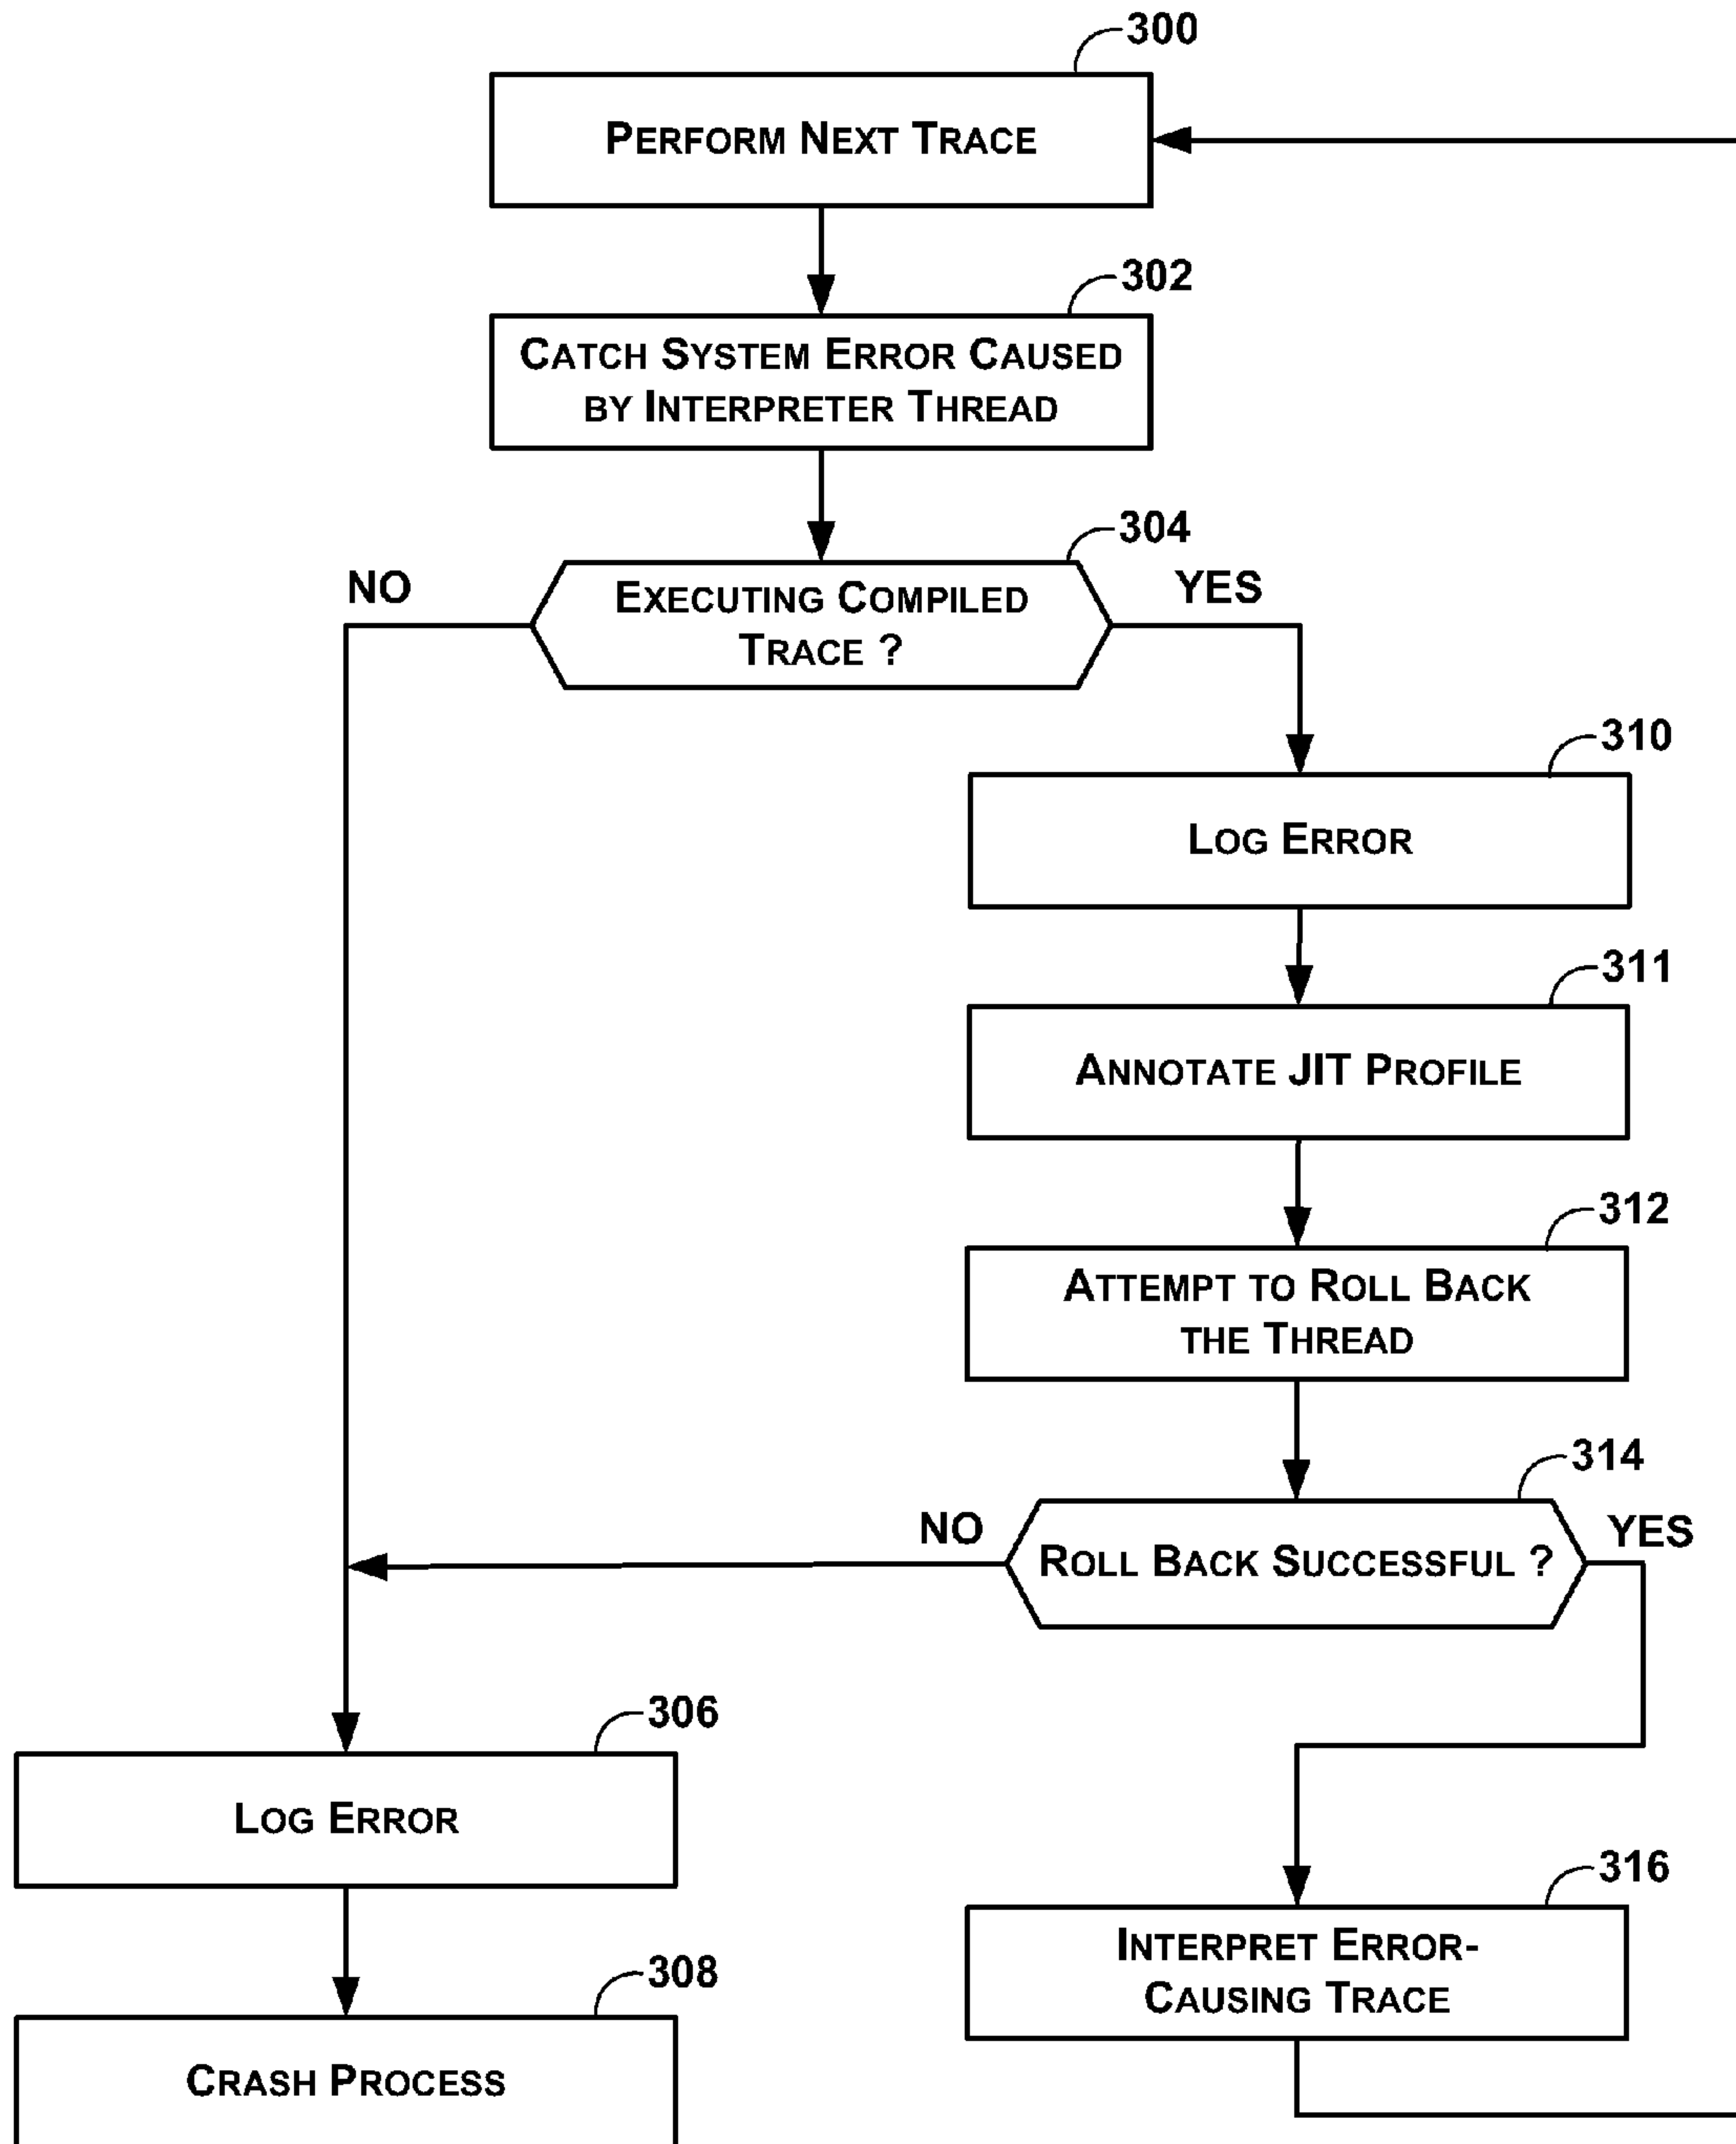 300
PERFORM NEXT TRACE
302
CATCH SYSTEM ERROR CAUSED
BY INTERPRETER THREAD
304
NO
YES
EXECUTING COMPILED
TRACE ?
310
LOG ERROR
311
ANNOTATE JIT PROFILE
312
ATTEMPT TO ROLL BACK
THE THREAD
314
NO
YES
ROLL BACK SUCCESSFUL ?
306
LOG ERROR
316
INTERPRET ERROR-
CAUSING TRACE
308
CRASH PROCESS